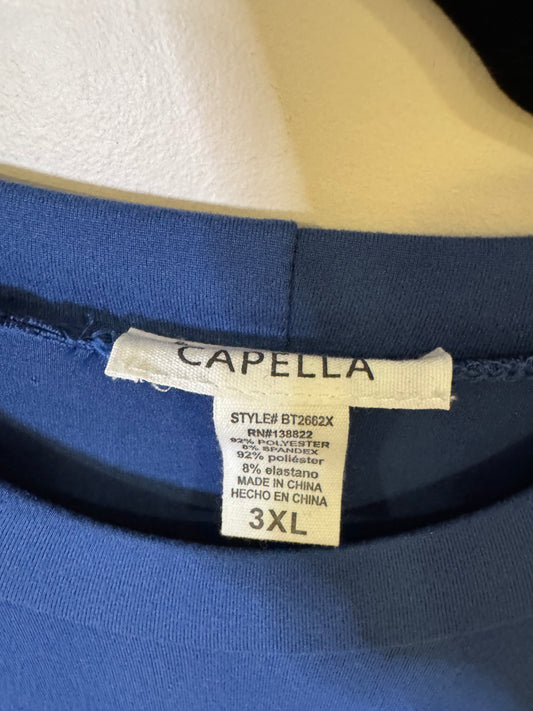 CAPELLA
STYLE# BT2662X
RN#138822
92% POLYESTER
8% SPANDEX
92% poliéster
8% elastano
MADE IN CHINA
HECHO EN CHINA
3XL